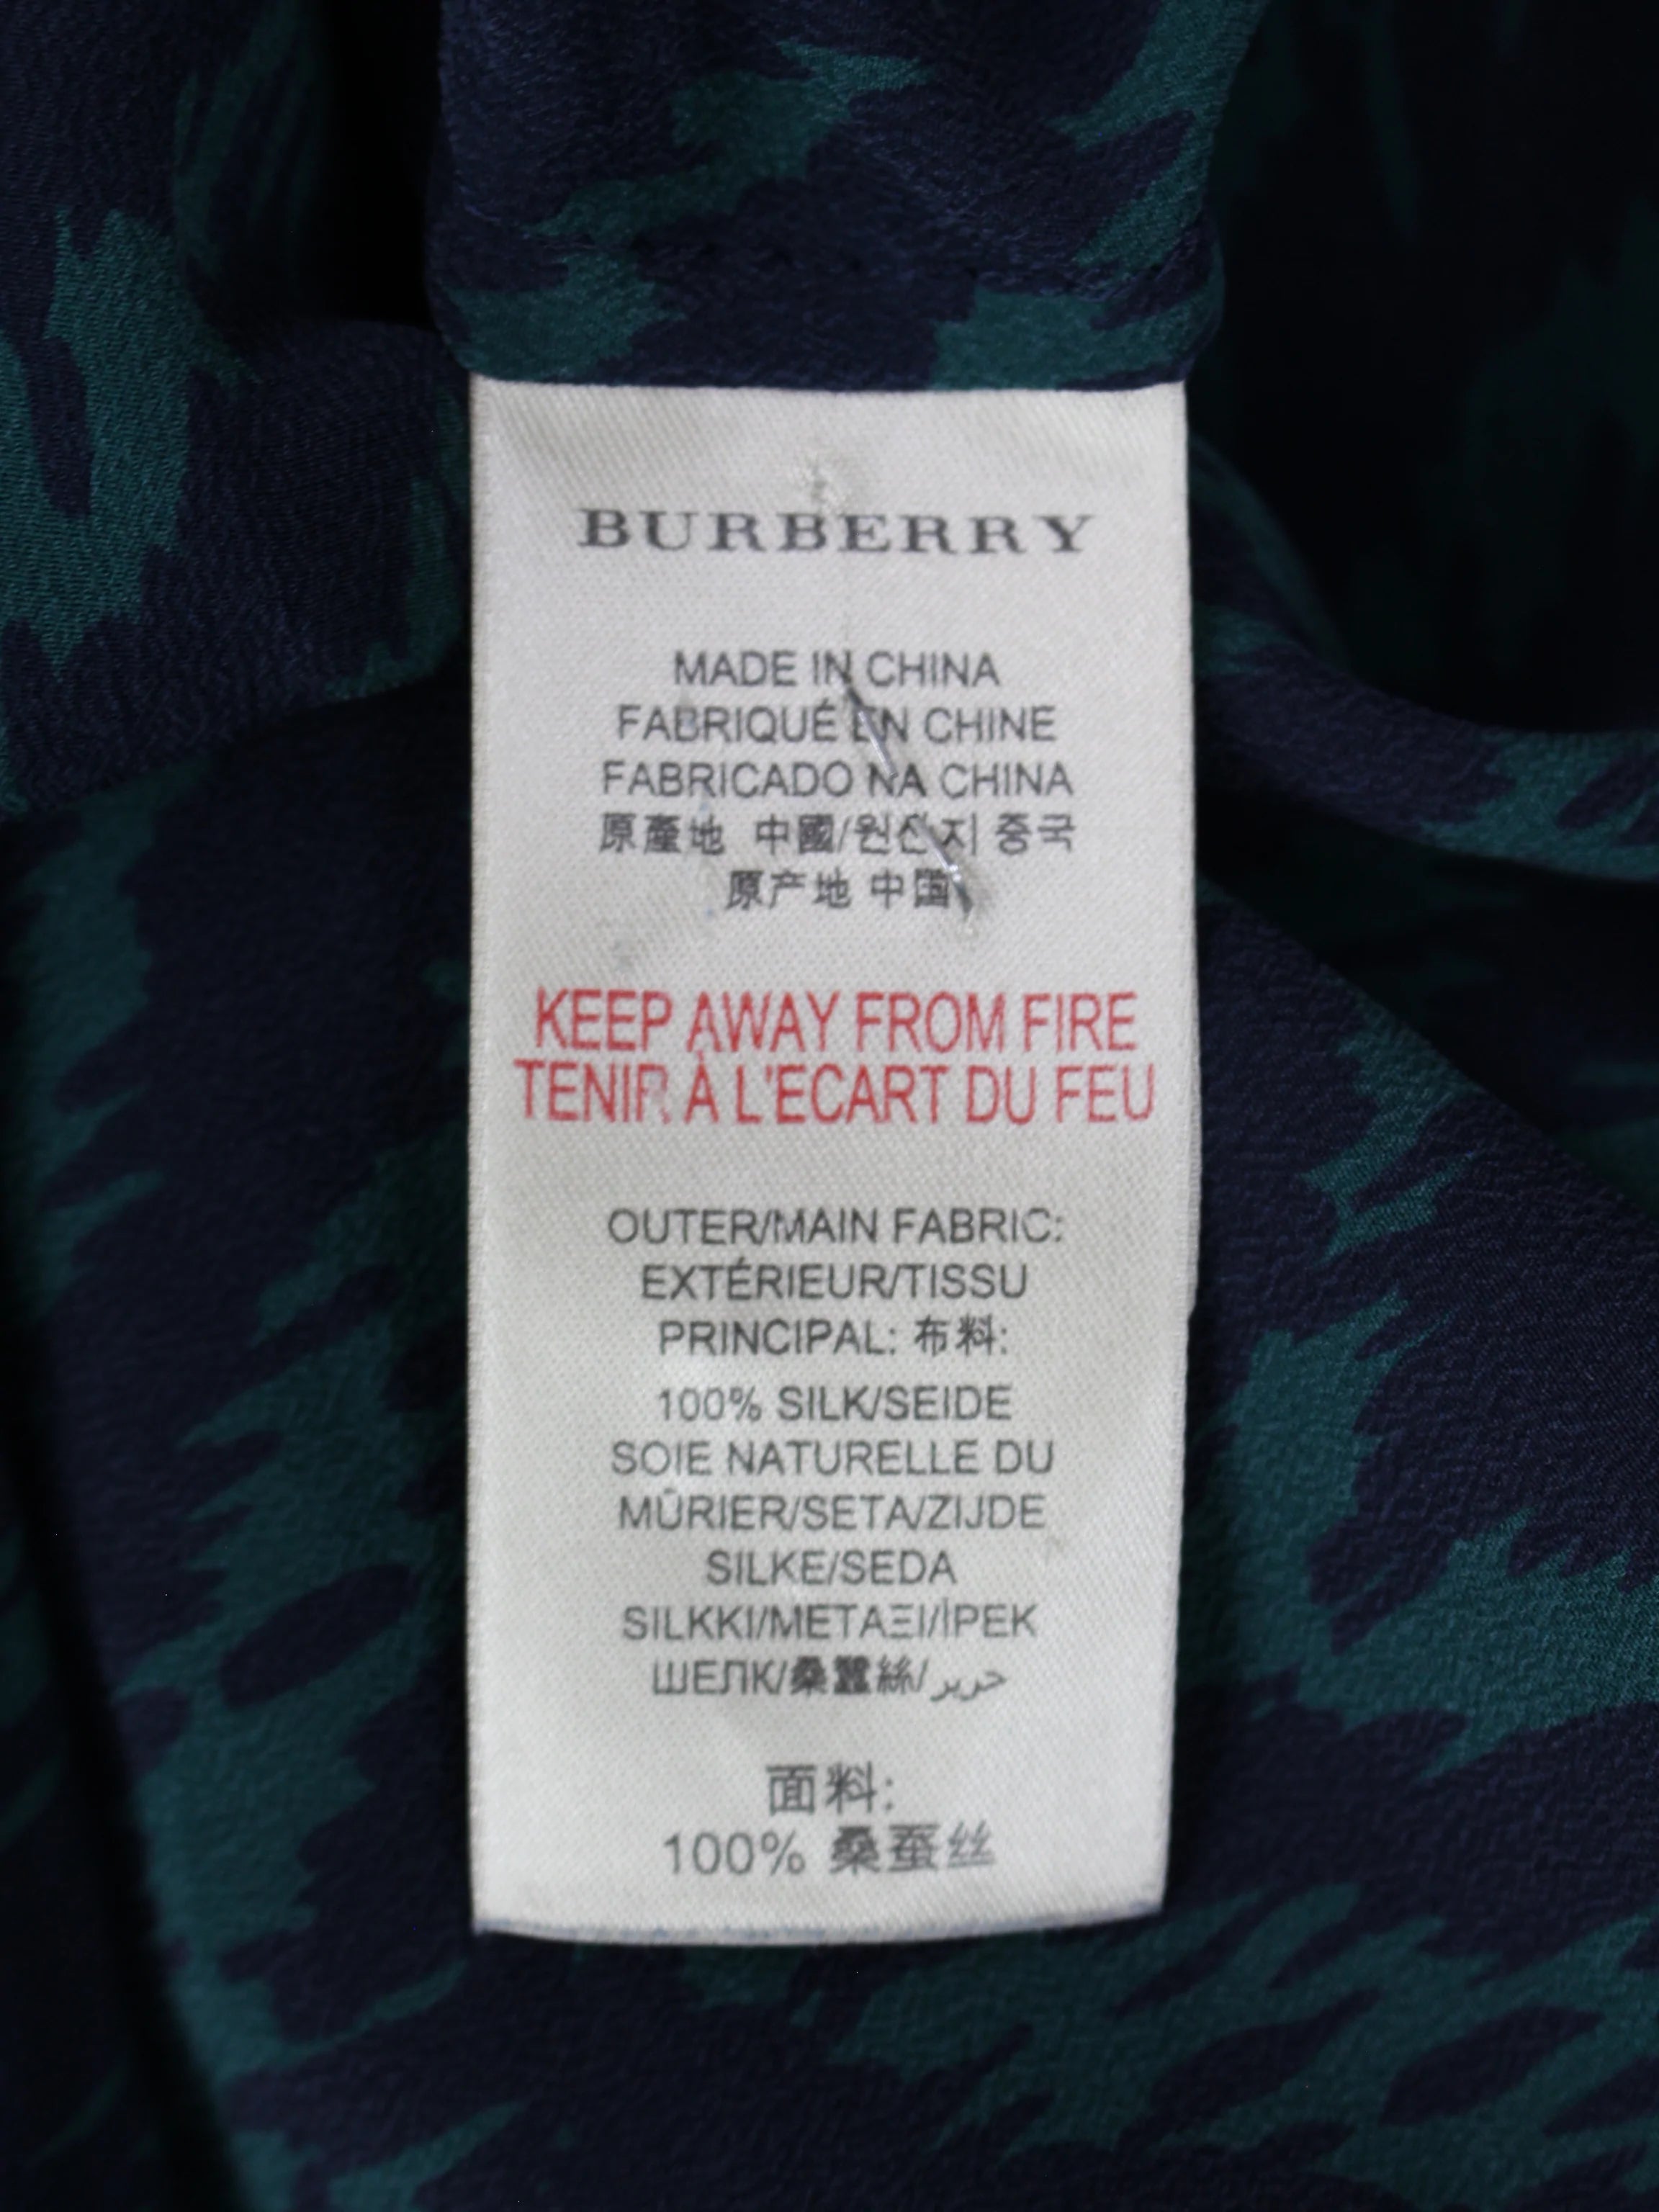 BURBERRY
MADE IN CHINA
FABRIQUÉ EN CHINE
FABRICADO NA CHINA
原產地 中國/원산지 중국
原产地 中国
KEEP AWAY FROM FIRE
TENIR À L'ECART DU FEU
OUTER/MAIN FABRIC:
EXTÉRIEUR/TISSU
PRINCIPAL: 布料:
100% SILK/SEIDE
SOIE NATURELLE DU
MÛRIER/SETA/ZIJDE
SILKE/SEDA
SILKKI/ΜΕΤΑΞΙ/İPEK
ШЕЛК/桑蠶絲/حرير
面料:
100% 桑蚕丝